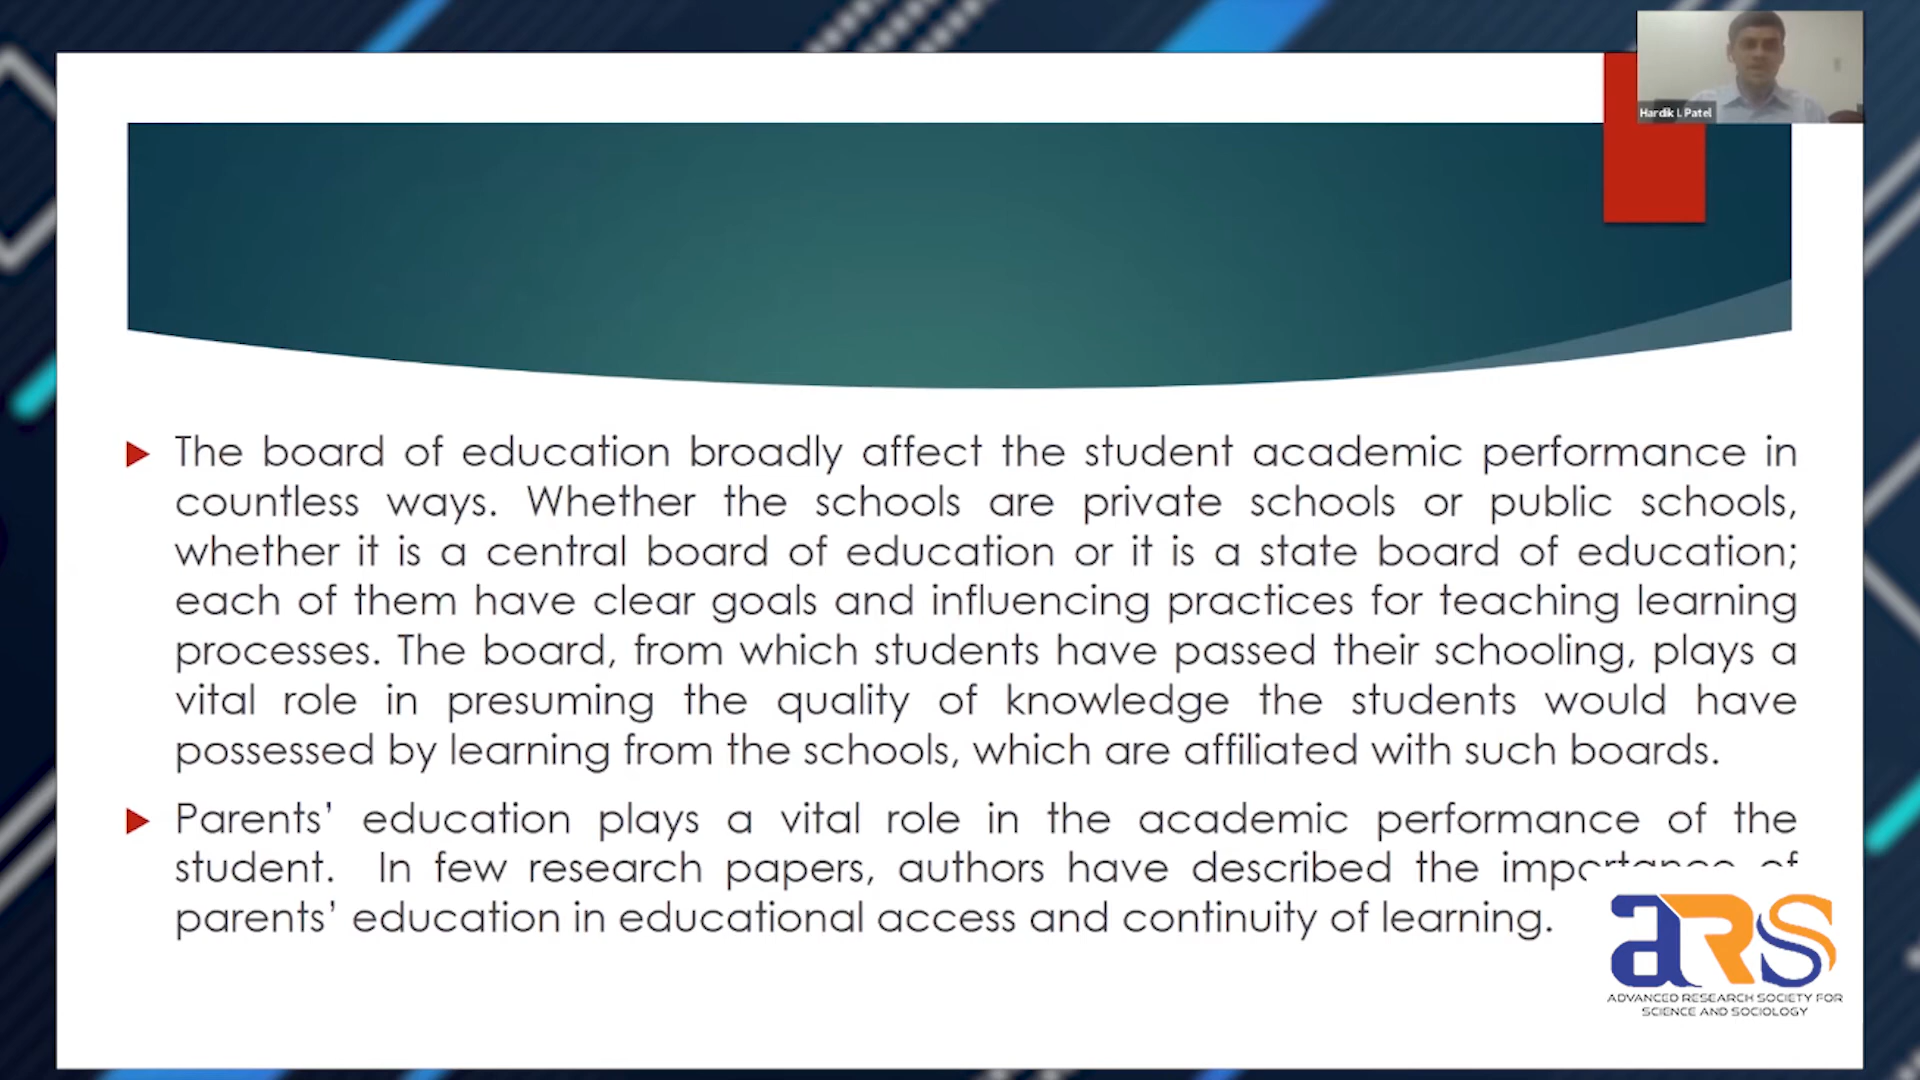 Hardik I. Patel
The board of education broadly affect the student academic performance in
countless ways. Whether the schools are private schools or public schools,
whether it is a central board of education or it is a state board of education;
each of them have clear goals and influencing practices for teaching learning
processes. The board, from which students have passed their schooling, plays a
vital role in presuming the quality of knowledge the students would have
possessed by learning from the schools, which are affiliated with such boards.
Parents’ education plays a vital role in the academic performance of the
student. In few research papers, authors have described the importance of
parents’ education in educational access and continuity of learning.
aRS
ADVANCED RESEARCH SOCIETY FOR
SCIENCE AND SOCIOLOGY